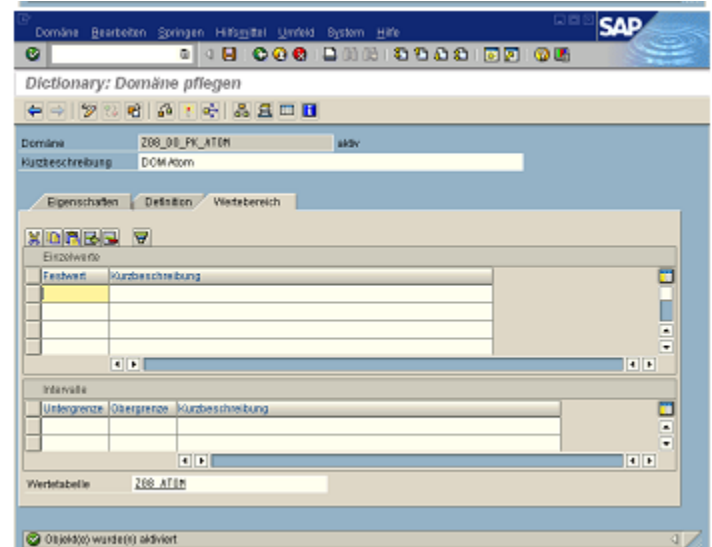 Domäne Bearbeiten Springen Hilfsmittel Umfeld System Hilfe
SAP
Dictionary: Domäne pflegen
Domäne Z08_DO_PK_ATOM aktiv
Kurzbeschreibung DOM Atom
Eigenschaften Definition Wertebereich
Einzelwerte
Festwert Kurzbeschreibung
Intervalle
Untergrenze Obergrenze Kurzbeschreibung
Wertetabelle Z08_ATOM
Objekt(e) wurde(n) aktiviert